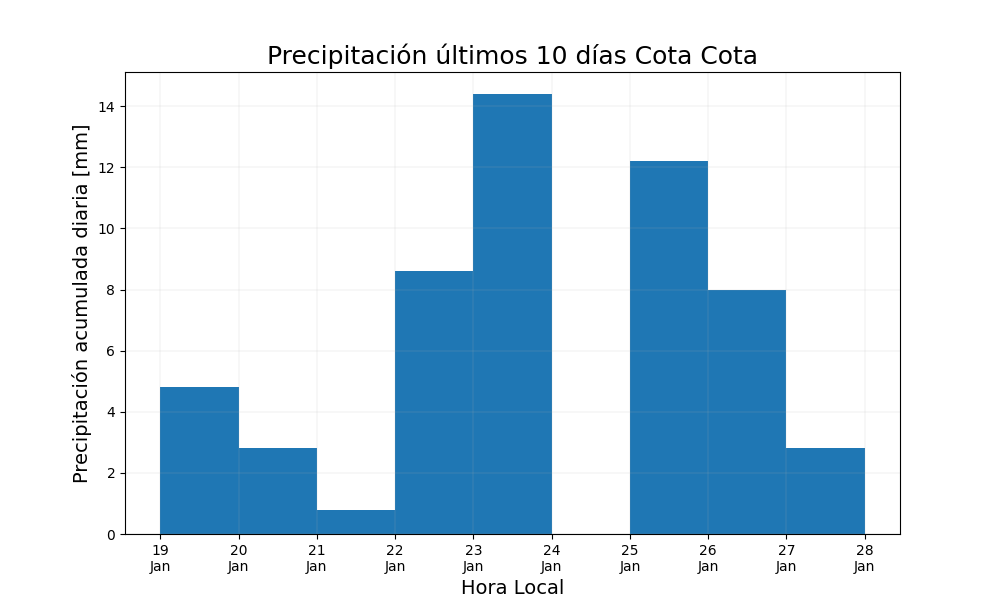 Precipitación últimos 10 días Cota Cota
Precipitación acumulada diaria [mm]
14
12
10
8
6
4
2
0
19 20 21 22 23 24 25 26 27 28
Jan Jan Jan Jan Jan Jan Jan Jan Jan Jan
Hora Local